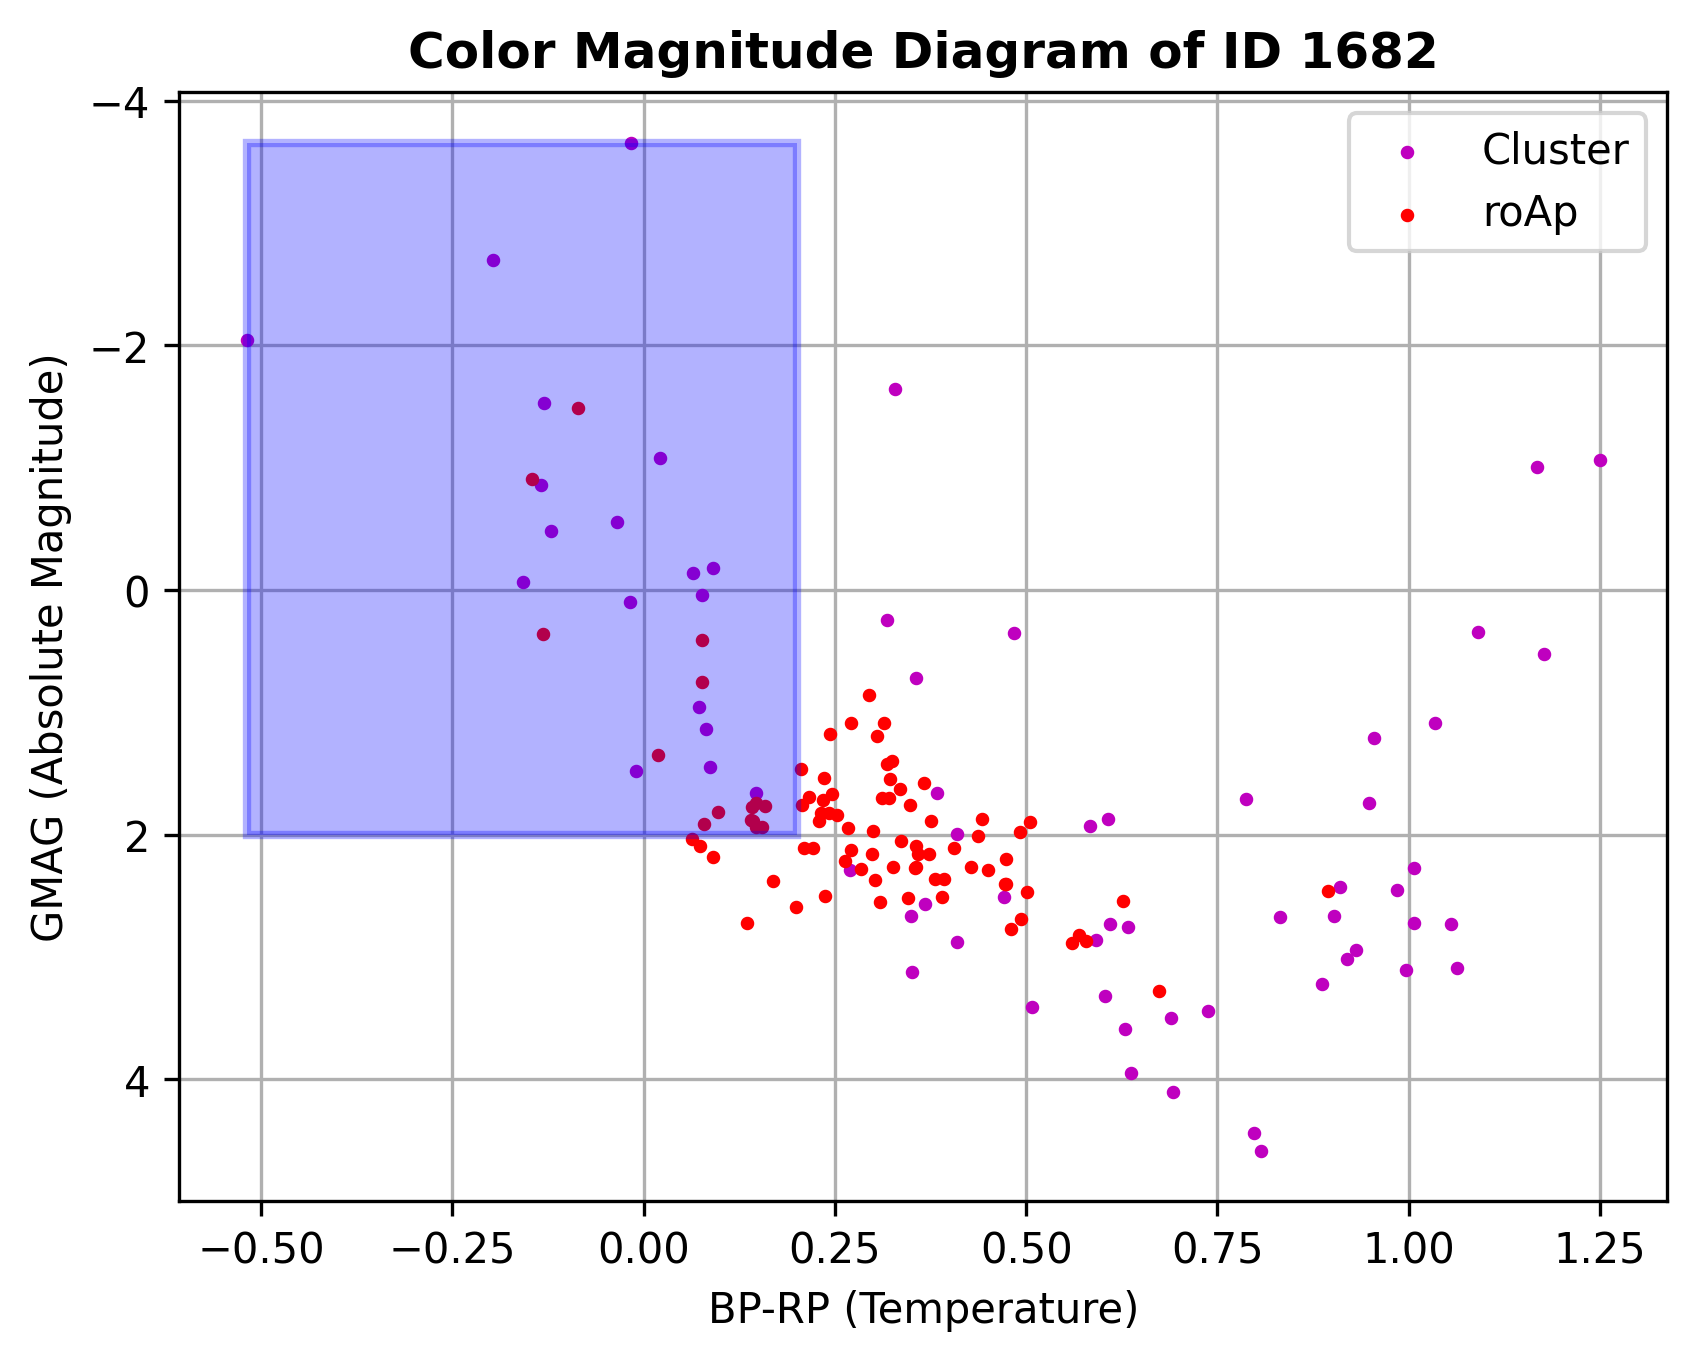 Color Magnitude Diagram of ID 1682
Cluster
roAp
GMAG (Absolute Magnitude)
−4
−2
0
2
4
−0.50 −0.25 0.00 0.25 0.50 0.75 1.00 1.25
BP-RP (Temperature)